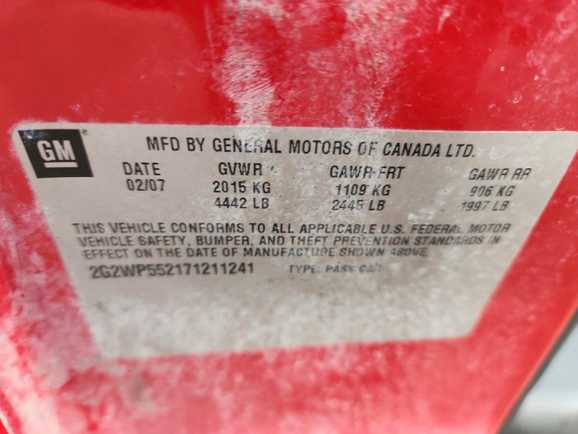 GM
MFD BY GENERAL MOTORS OF CANADA LTD.
DATE GVWR GAWR FRT GAWR RR
02/07 2015 KG 1109 KG 906 KG
4442 LB 2445 LB 1997 LB
THIS VEHICLE CONFORMS TO ALL APPLICABLE U.S. FEDERAL MOTOR
VEHICLE SAFETY, BUMPER, AND THEFT PREVENTION STANDARDS IN
EFFECT ON THE DATE OF MANUFACTURE SHOWN ABOVE.
2G2WP552171211241 TYPE: PASS CAR